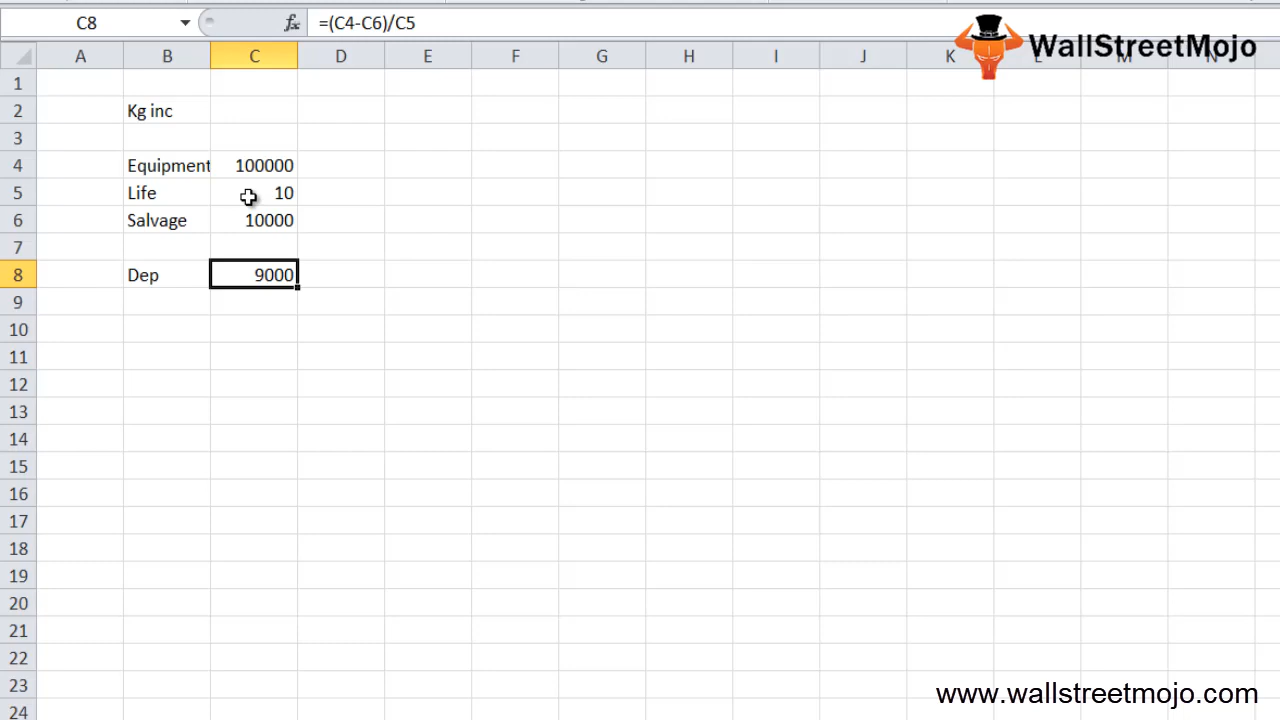 C8 fx =(C4-C6)/C5
WallStreetMojo
A B C D E F G H I J K L M N
1
2 Kg inc
3
4 Equipment 100000
5 Life 10
6 Salvage 10000
7
8 Dep 9000
9
10
11
12
13
14
15
16
17
18
19
20
21
22
23
www.wallstreetmojo.com
24